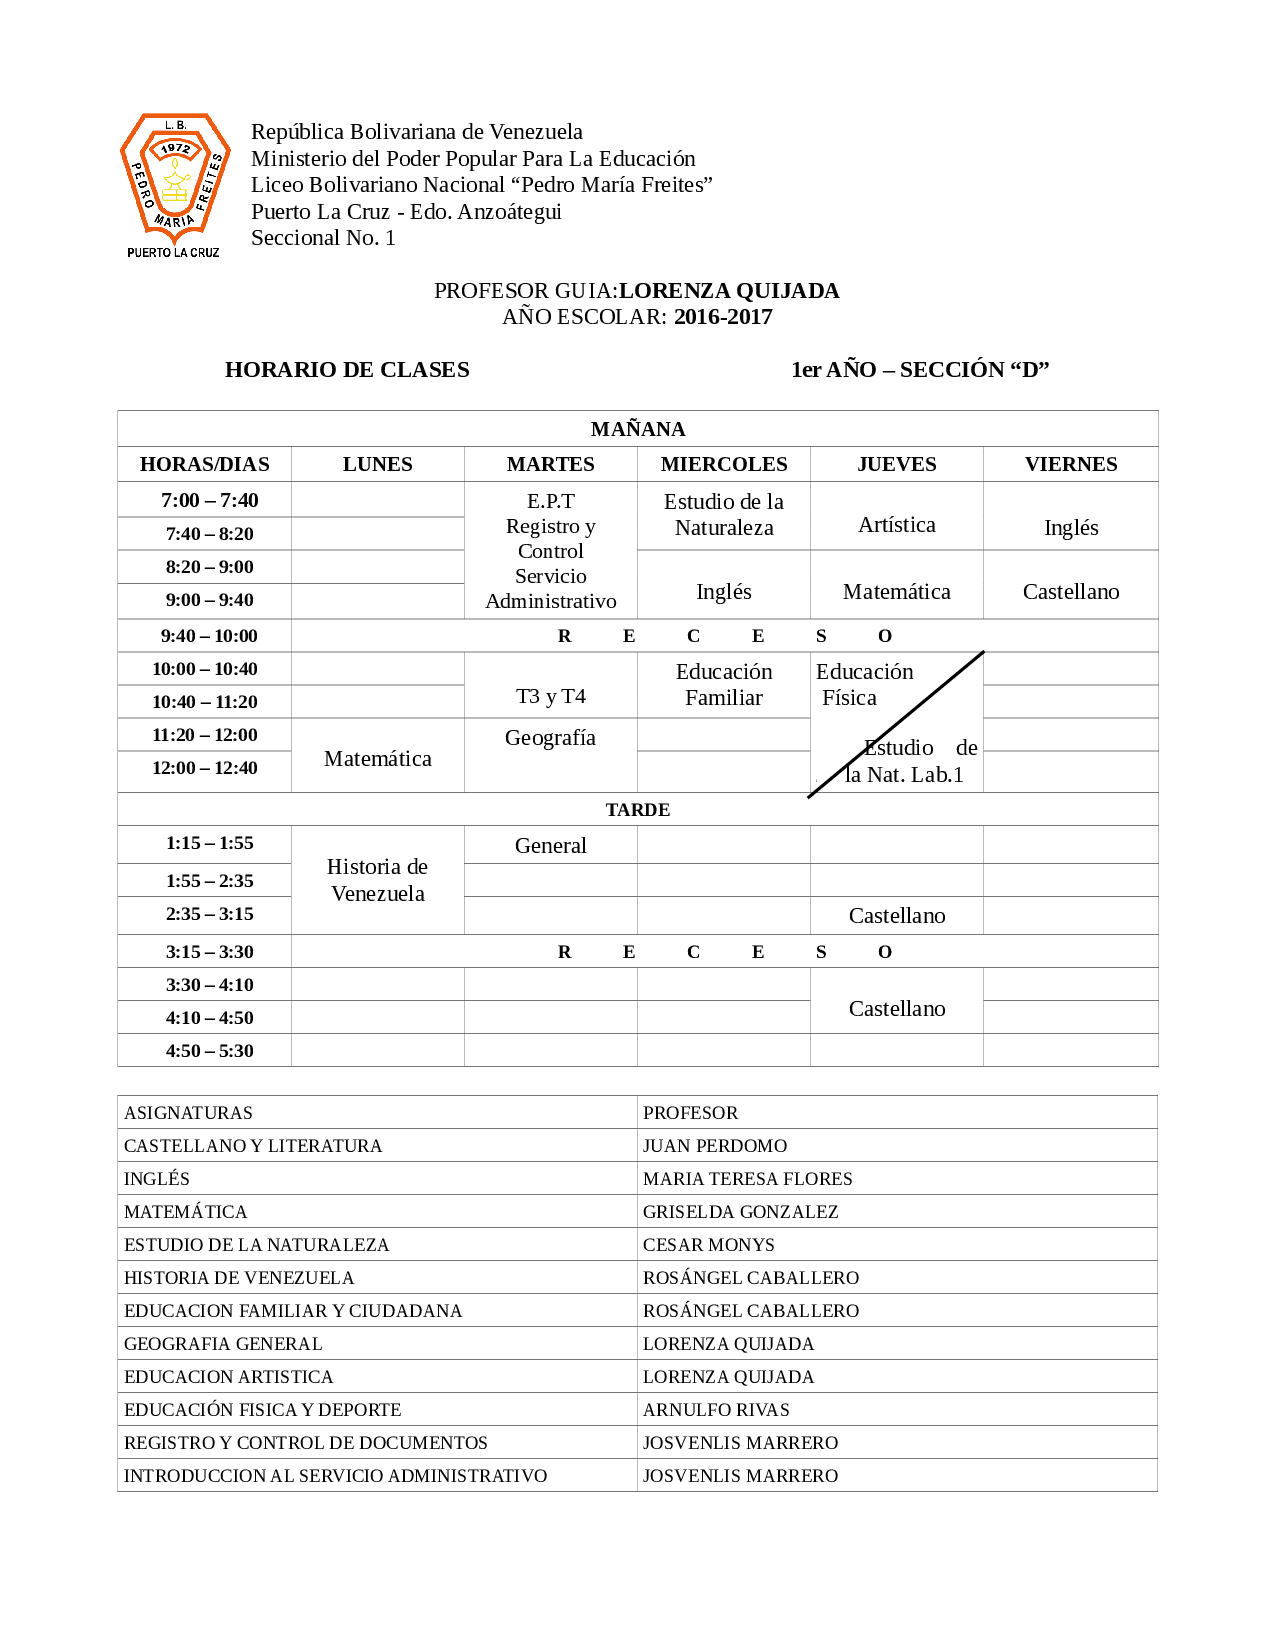 L. B.
1972
PEDRO MARIA FREITES
PUERTO LA CRUZ
República Bolivariana de Venezuela
Ministerio del Poder Popular Para La Educación
Liceo Bolivariano Nacional “Pedro María Freites”
Puerto La Cruz - Edo. Anzoátegui
Seccional No. 1
PROFESOR GUIA:LORENZA QUIJADA
AÑO ESCOLAR: 2016-2017
HORARIO DE CLASES 1er AÑO – SECCIÓN “D”
MAÑANA
HORAS/DIAS LUNES MARTES MIERCOLES JUEVES VIERNES
7:00 – 7:40
7:40 – 8:20
8:20 – 9:00
9:00 – 9:40
E.P.T
Registro y
Control
Servicio
Administrativo
Estudio de la
Naturaleza
Artística
Inglés
Inglés
Matemática
Castellano
9:40 – 10:00 R E C E S O
10:00 – 10:40
10:40 – 11:20
11:20 – 12:00
12:00 – 12:40
Matemática
T3 y T4
Geografía
Educación
Familiar
Educación
Física
Estudio de
la Nat. Lab.1
TARDE
1:15 – 1:55
1:55 – 2:35
2:35 – 3:15
Historia de
Venezuela
General
Castellano
3:15 – 3:30 R E C E S O
3:30 – 4:10
4:10 – 4:50
4:50 – 5:30
Castellano
ASIGNATURAS PROFESOR
CASTELLANO Y LITERATURA JUAN PERDOMO
INGLÉS MARIA TERESA FLORES
MATEMÁTICA GRISELDA GONZALEZ
ESTUDIO DE LA NATURALEZA CESAR MONYS
HISTORIA DE VENEZUELA ROSÁNGEL CABALLERO
EDUCACION FAMILIAR Y CIUDADANA ROSÁNGEL CABALLERO
GEOGRAFIA GENERAL LORENZA QUIJADA
EDUCACION ARTISTICA LORENZA QUIJADA
EDUCACIÓN FISICA Y DEPORTE ARNULFO RIVAS
REGISTRO Y CONTROL DE DOCUMENTOS JOSVENLIS MARRERO
INTRODUCCION AL SERVICIO ADMINISTRATIVO JOSVENLIS MARRERO